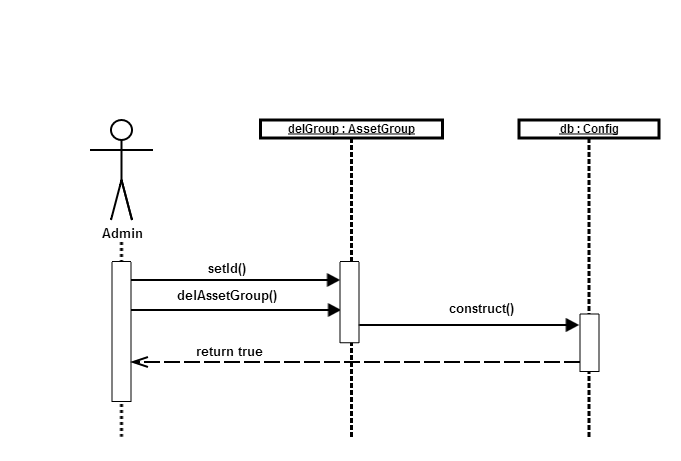 delGroup : AssetGroup
db : Config
Admin
setId()
delAssetGroup()
construct()
return true